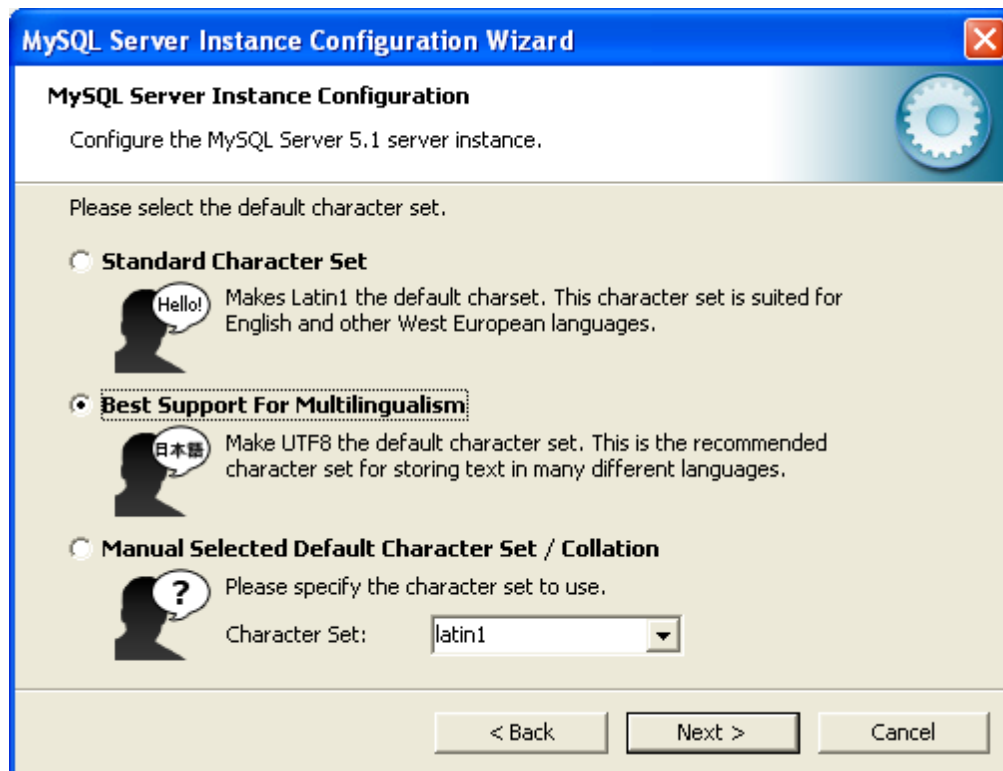 MySQL Server Instance Configuration Wizard
MySQL Server Instance Configuration
Configure the MySQL Server 5.1 server instance.
Please select the default character set.
Standard Character Set
Hello!
Makes Latin1 the default charset. This character set is suited for
English and other West European languages.
Best Support For Multilingualism
日本語
Make UTF8 the default character set. This is the recommended
character set for storing text in many different languages.
Manual Selected Default Character Set / Collation
?
Please specify the character set to use.
Character Set: latin1
< Back Next > Cancel